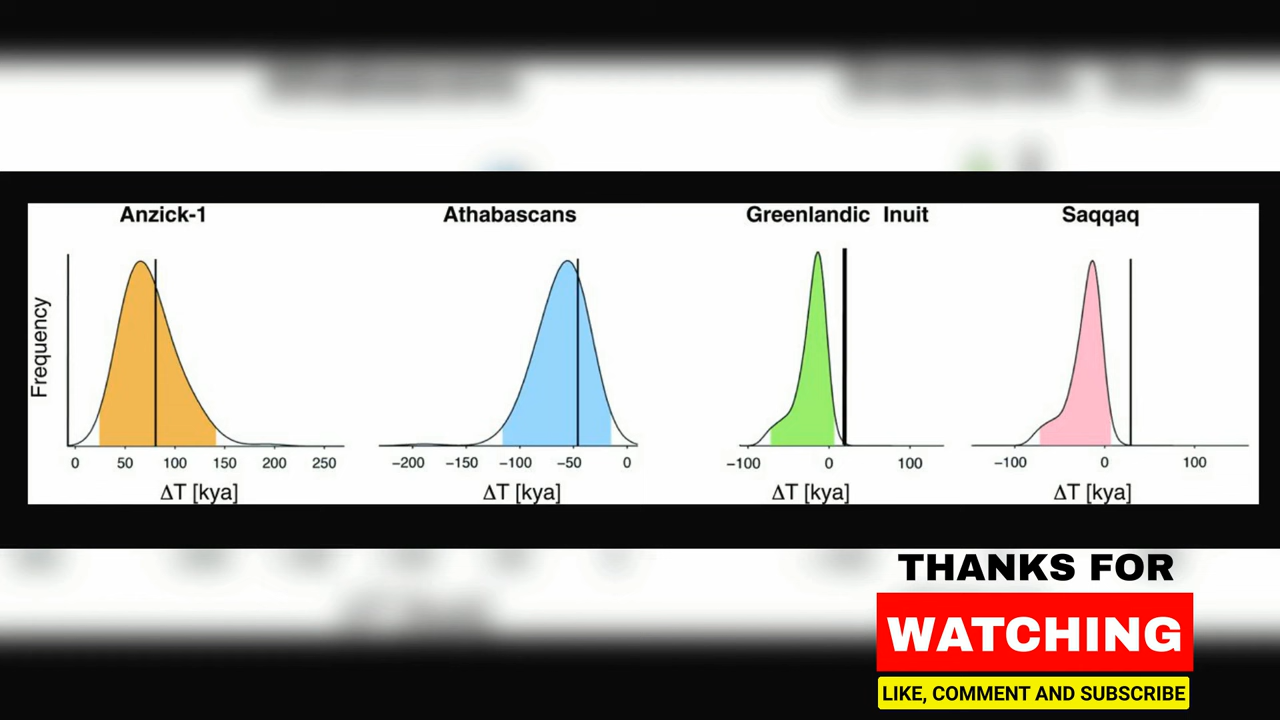 Anzick-1
Athabascans
Greenlandic Inuit
Saqqaq
Frequency
0 50 100 150 200 250
−200 −150 −100 −50 0
−100 0 100
−100 0 100
ΔT [kya]
ΔT [kya]
ΔT [kya]
ΔT [kya]
THANKS FOR
WATCHING
LIKE, COMMENT AND SUBSCRIBE